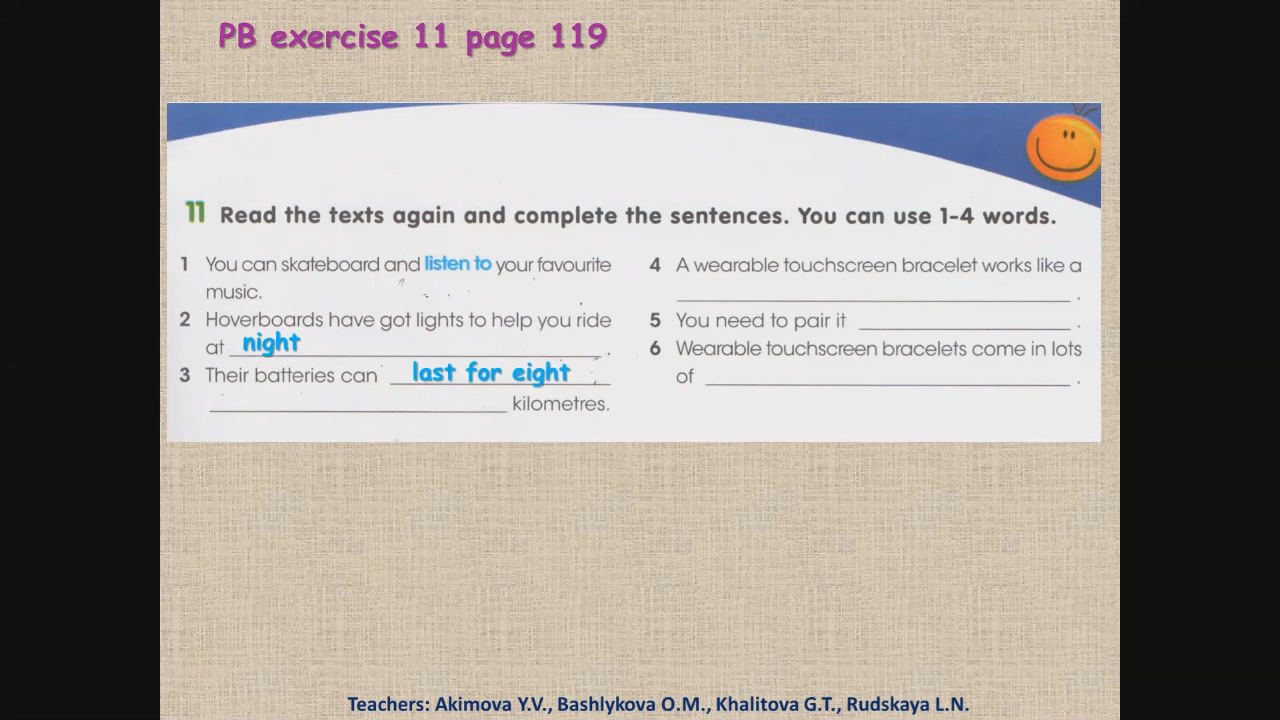 PB exercise 11 page 119
11 Read the texts again and complete the sentences. You can use 1-4 words.
1 You can skateboard and listen to your favourite
music.
2 Hoverboards have got lights to help you ride
at night .
3 Their batteries can last for eight
kilometres.
4 A wearable touchscreen bracelet works like a
.
5 You need to pair it .
6 Wearable touchscreen bracelets come in lots
of .
Teachers: Akimova Y.V., Bashlykova O.M., Khalitova G.T., Rudskaya L.N.